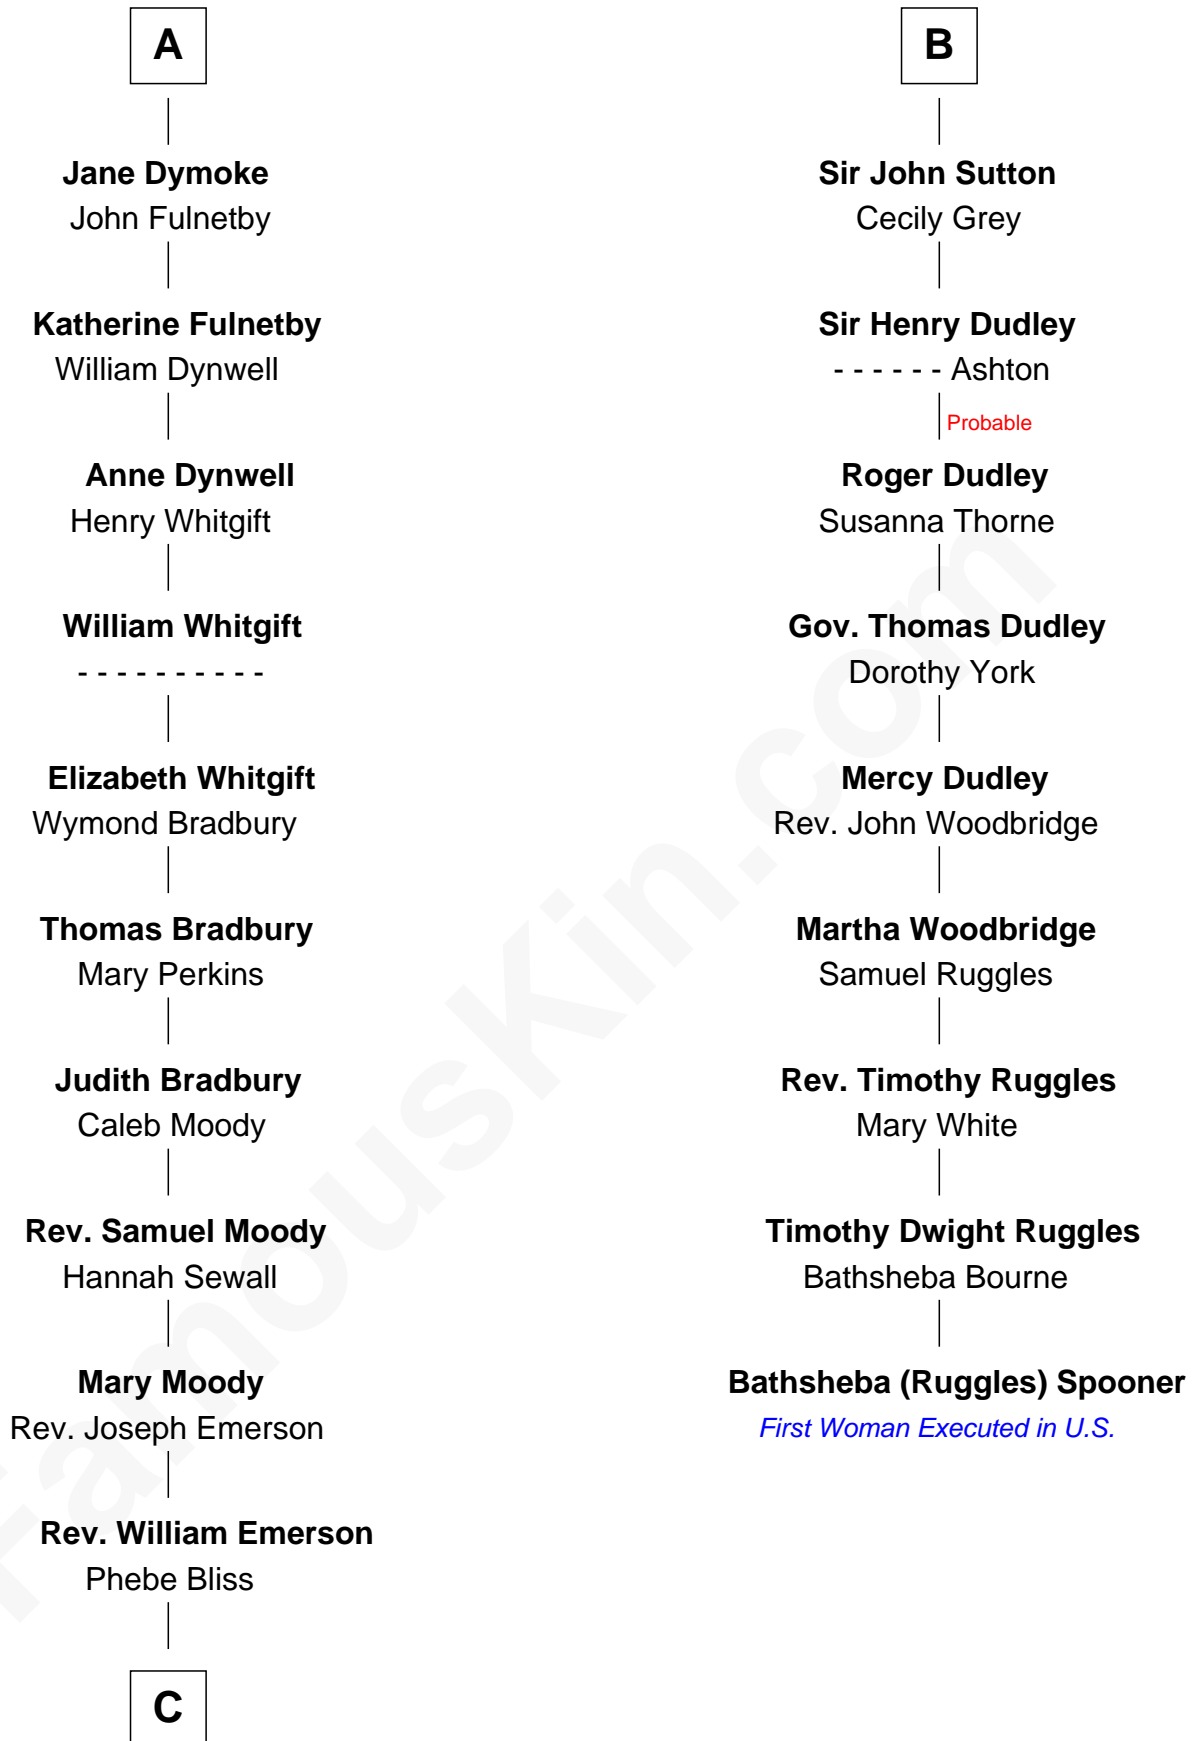 A
Jane Dymoke
John Fulnetby
Katherine Fulnetby
William Dynwell
Anne Dynwell
Henry Whitgift
William Whitgift
- - - - - - - - - -
Elizabeth Whitgift
Wymond Bradbury
Thomas Bradbury
Mary Perkins
Judith Bradbury
Caleb Moody
Rev. Samuel Moody
Hannah Sewall
Mary Moody
Rev. Joseph Emerson
Rev. William Emerson
Phebe Bliss
C
B
Sir John Sutton
Cecily Grey
Sir Henry Dudley
- - - - - - Ashton
Probable
Roger Dudley
Susanna Thorne
Gov. Thomas Dudley
Dorothy York
Mercy Dudley
Rev. John Woodbridge
Martha Woodbridge
Samuel Ruggles
Rev. Timothy Ruggles
Mary White
Timothy Dwight Ruggles
Bathsheba Bourne
Bathsheba (Ruggles) Spooner
First Woman Executed in U.S.
FamousKin.com